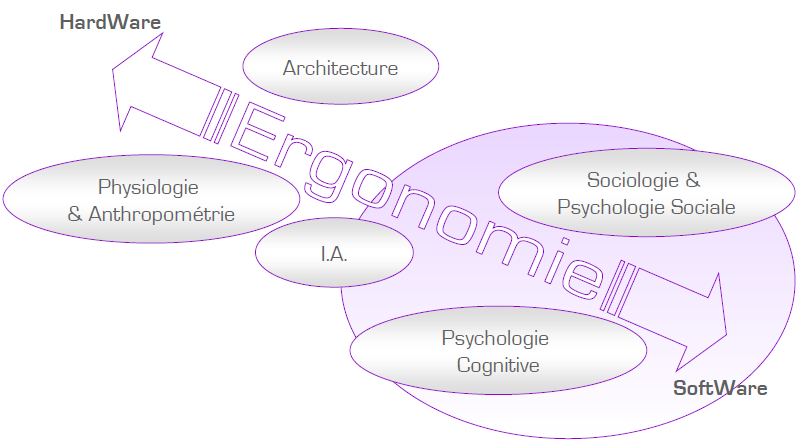 HardWare
Architecture
Ergonomie
Physiologie
& Anthropométrie
Sociologie &
Psychologie Sociale
I.A.
Psychologie
Cognitive
SoftWare